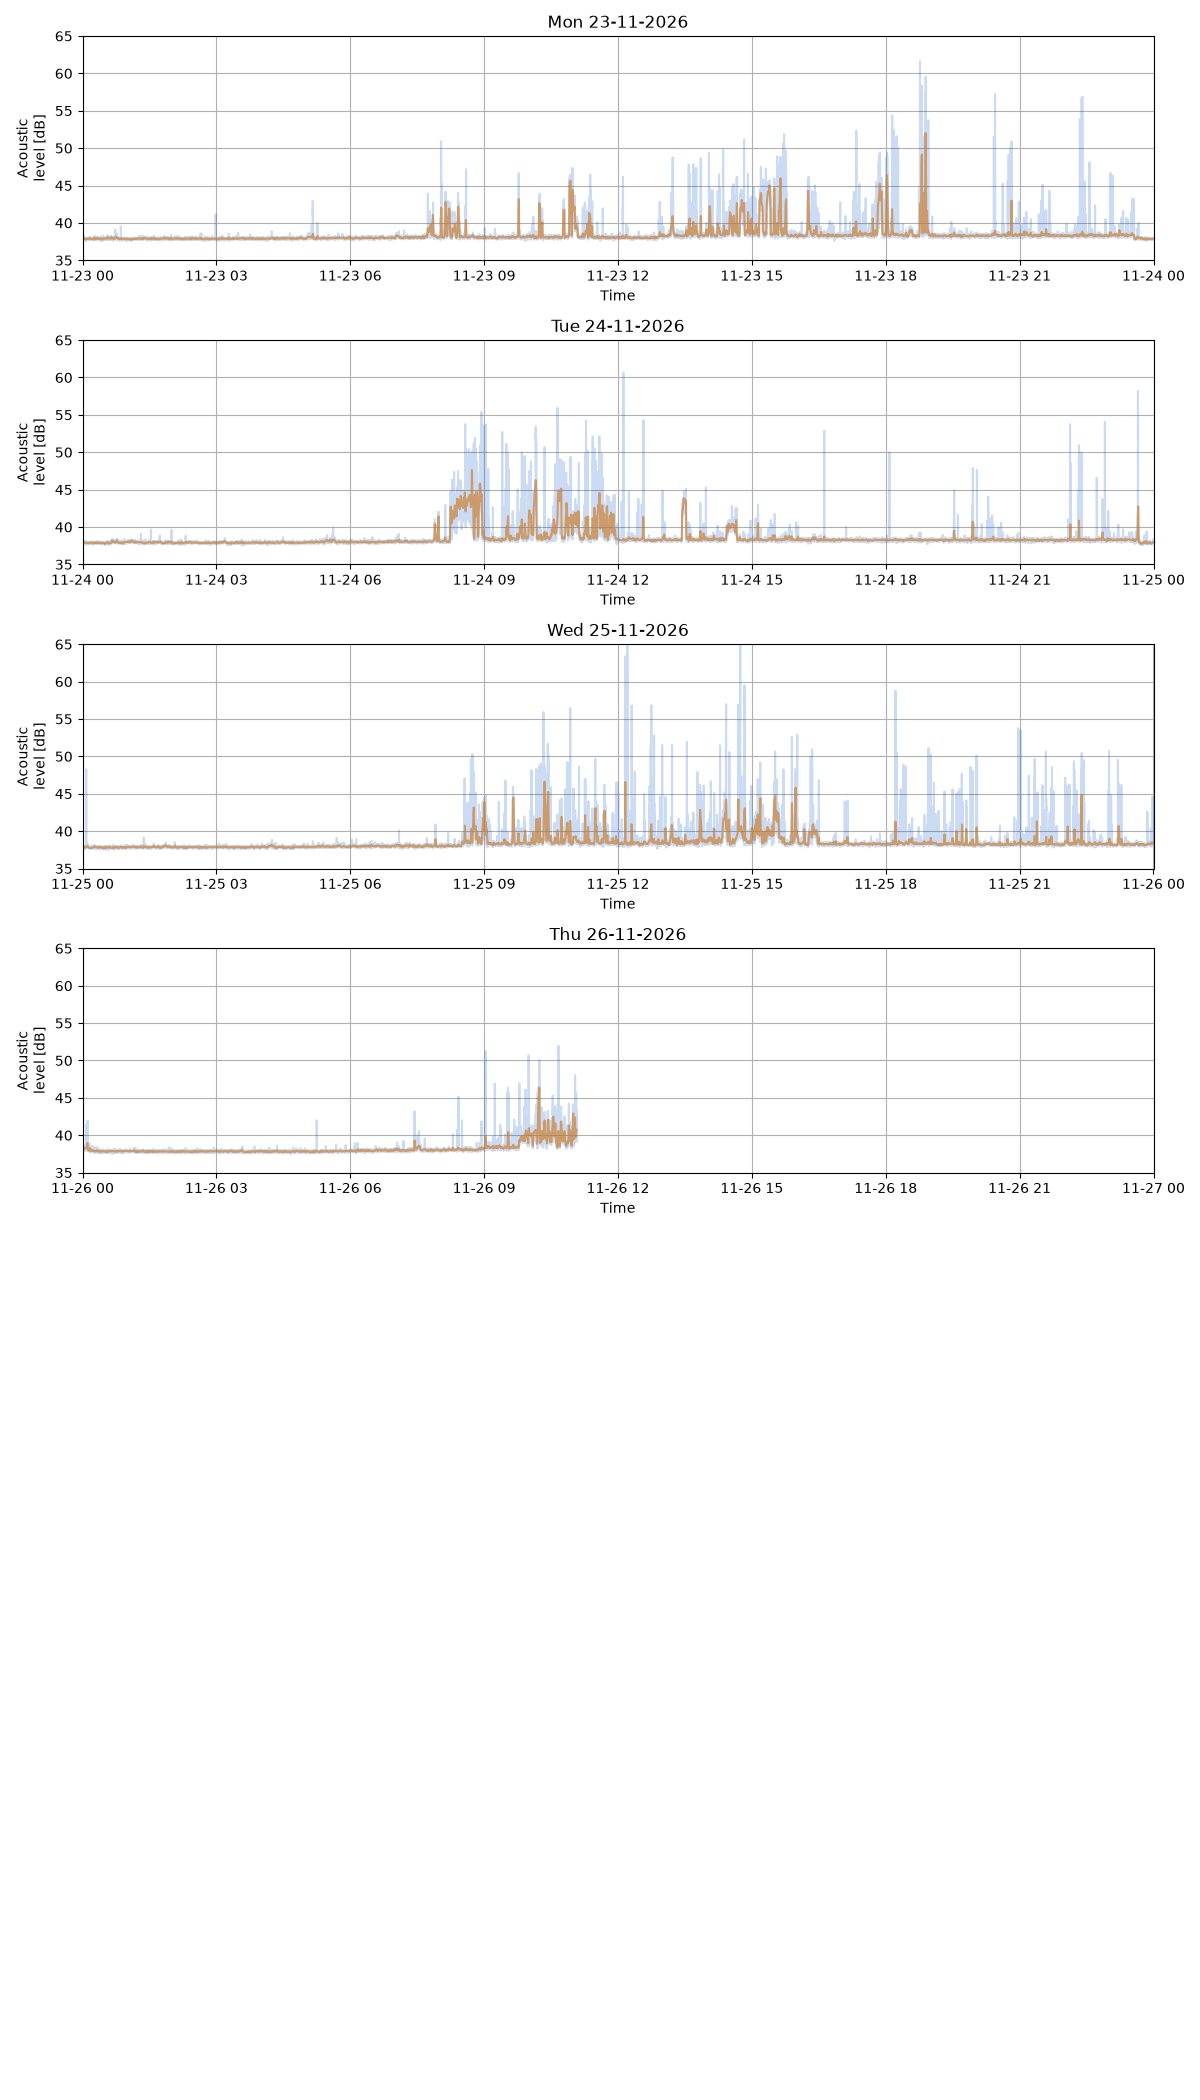 Mon 23-11-2026
65
60
55
50
45
40
35
Acoustic
level [dB]
11-23 00 11-23 03 11-23 06 11-23 09 11-23 12 11-23 15 11-23 18 11-23 21 11-24 00
Time
Tue 24-11-2026
65
60
55
50
45
40
35
Acoustic
level [dB]
11-24 00 11-24 03 11-24 06 11-24 09 11-24 12 11-24 15 11-24 18 11-24 21 11-25 00
Time
Wed 25-11-2026
65
60
55
50
45
40
35
Acoustic
level [dB]
11-25 00 11-25 03 11-25 06 11-25 09 11-25 12 11-25 15 11-25 18 11-25 21 11-26 00
Time
Thu 26-11-2026
65
60
55
50
45
40
35
Acoustic
level [dB]
11-26 00 11-26 03 11-26 06 11-26 09 11-26 12 11-26 15 11-26 18 11-26 21 11-27 00
Time